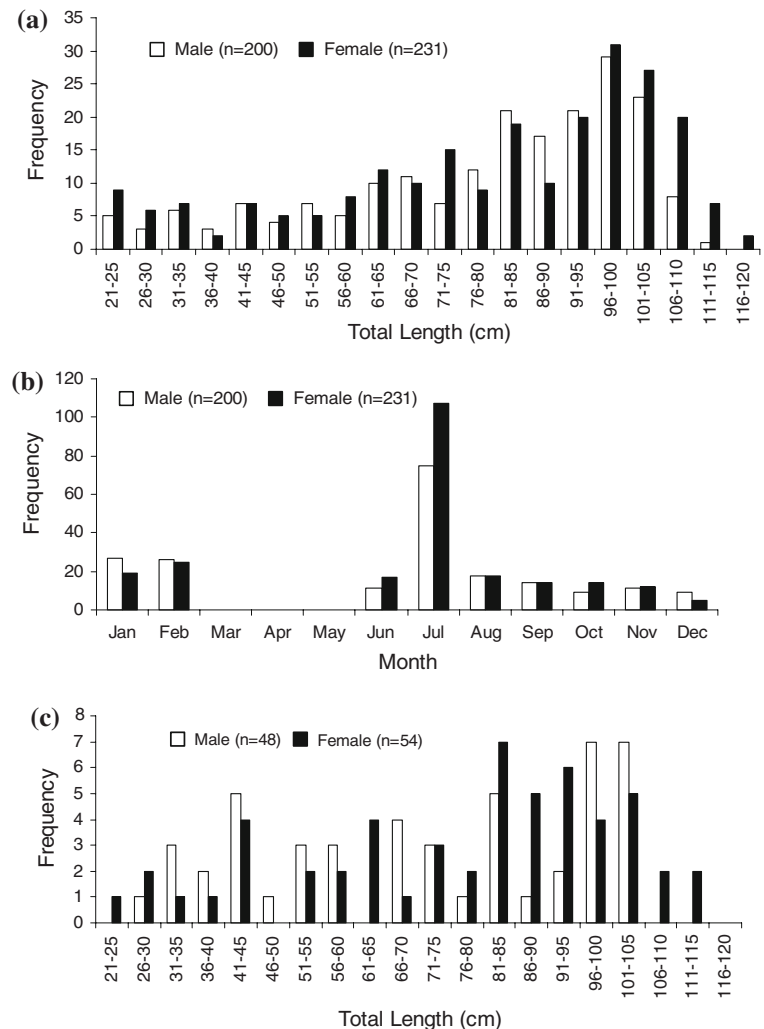 (a)
Male (n=200) Female (n=231)
35
30
25
20
15
10
5
0
Frequency
21-25 26-30 31-35 36-40 41-45 46-50 51-55 56-60 61-65 66-70 71-75 76-80 81-85 86-90 91-95 96-100 101-105 106-110 111-115 116-120
Total Length (cm)
(b)
Male (n=200) Female (n=231)
120
100
80
60
40
20
0
Frequency
Jan Feb Mar Apr May Jun Jul Aug Sep Oct Nov Dec
Month
(c)
Male (n=48) Female (n=54)
8
7
6
5
4
3
2
1
0
Frequency
21-25 26-30 31-35 36-40 41-45 46-50 51-55 56-60 61-65 66-70 71-75 76-80 81-85 86-90 91-95 96-100 101-105 106-110 111-115 116-120
Total Length (cm)